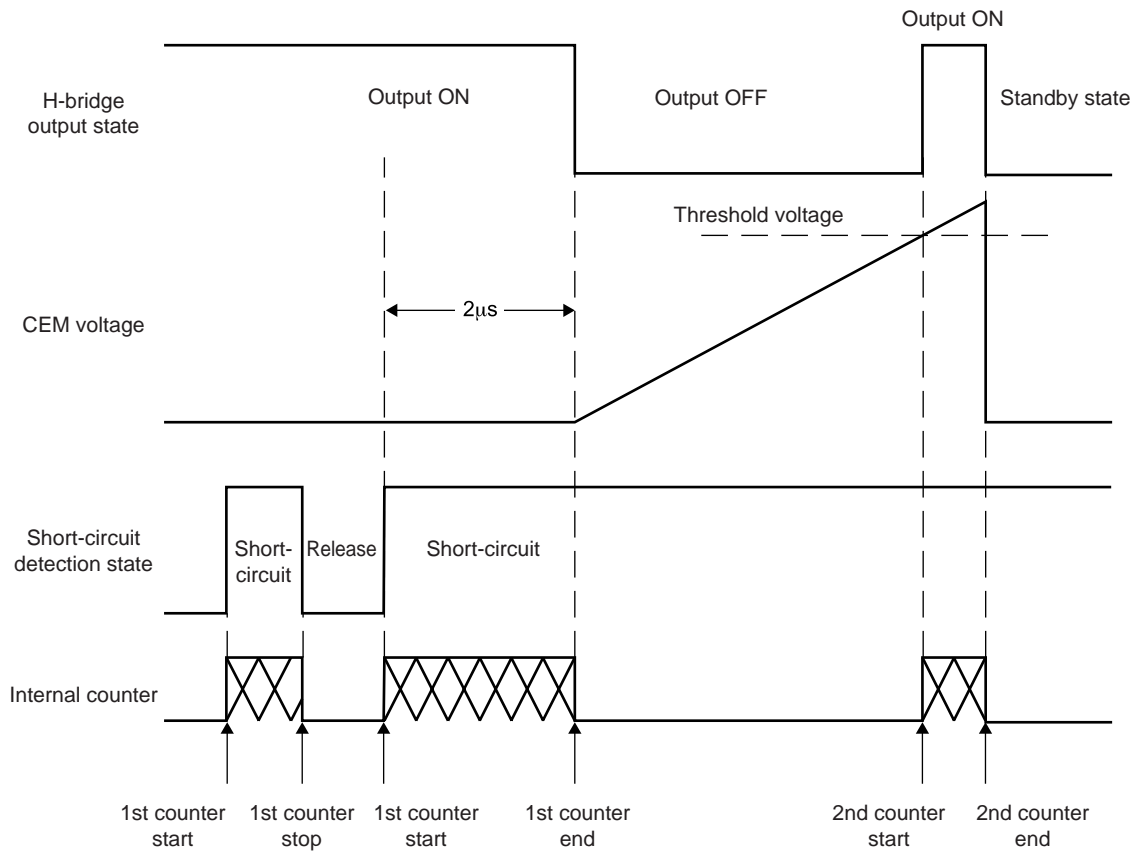 Output ON
H-bridge
output state
Output ON
Output OFF
Standby state
Threshold voltage
CEM voltage
2μs
Short-circuit
detection state
Short-
circuit
Release
Short-circuit
Internal counter
1st counter
start
1st counter
stop
1st counter
start
1st counter
end
2nd counter
start
2nd counter
end